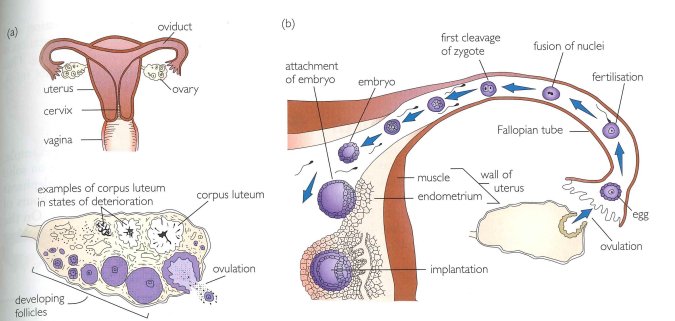 (a)
oviduct
uterus
ovary
cervix
vagina
examples of corpus luteum
in states of deterioration
corpus luteum
ovulation
developing
follicles
(b)
first cleavage
of zygote
fusion of nuclei
attachment
of embryo
embryo
fertilisation
Fallopian tube
muscle
wall of
uterus
endometrium
egg
ovulation
implantation